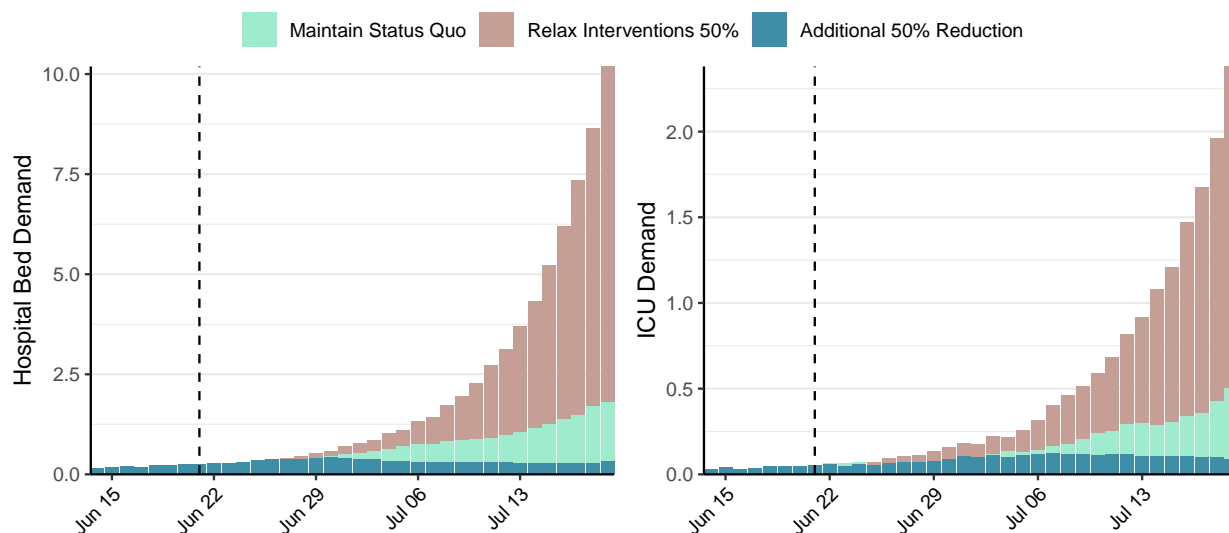 Maintain Status Quo Relax Interventions 50% Additional 50% Reduction
Hospital Bed Demand
10.0
7.5
5.0
2.5
0.0
Jun 15 Jun 22 Jun 29 Jul 06 Jul 13
ICU Demand
2.0
1.5
1.0
0.5
0.0
Jun 15 Jun 22 Jun 29 Jul 06 Jul 13